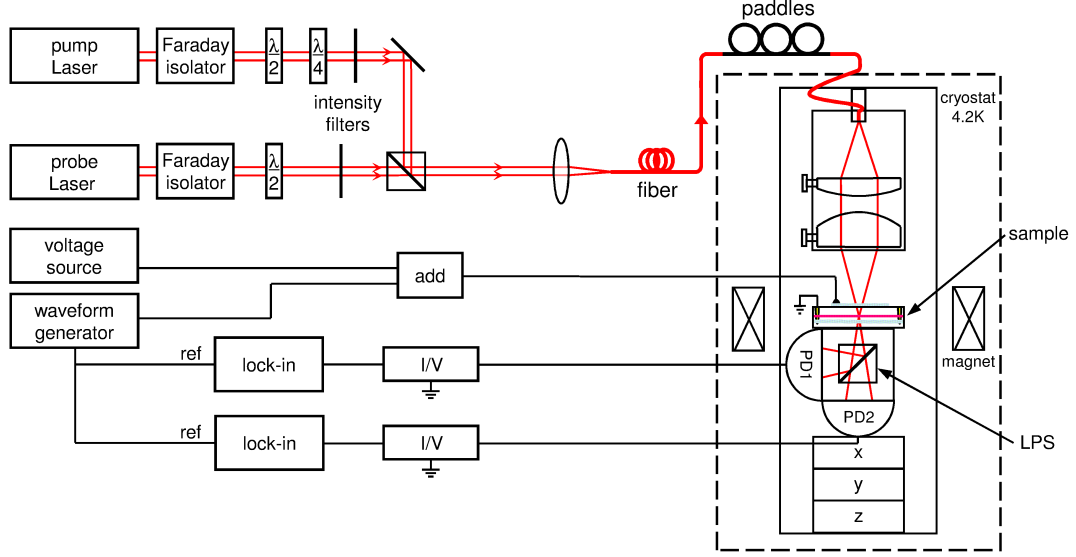 paddles
pump
Laser
Faraday
isolator
λ
2
λ
4
intensity
filters
cryostat
4.2K
probe
Laser
Faraday
isolator
λ
2
fiber
sample
voltage
source
add
waveform
generator
magnet
ref
lock-in
I/V
PD1
PD2
ref
lock-in
I/V
LPS
x
y
z